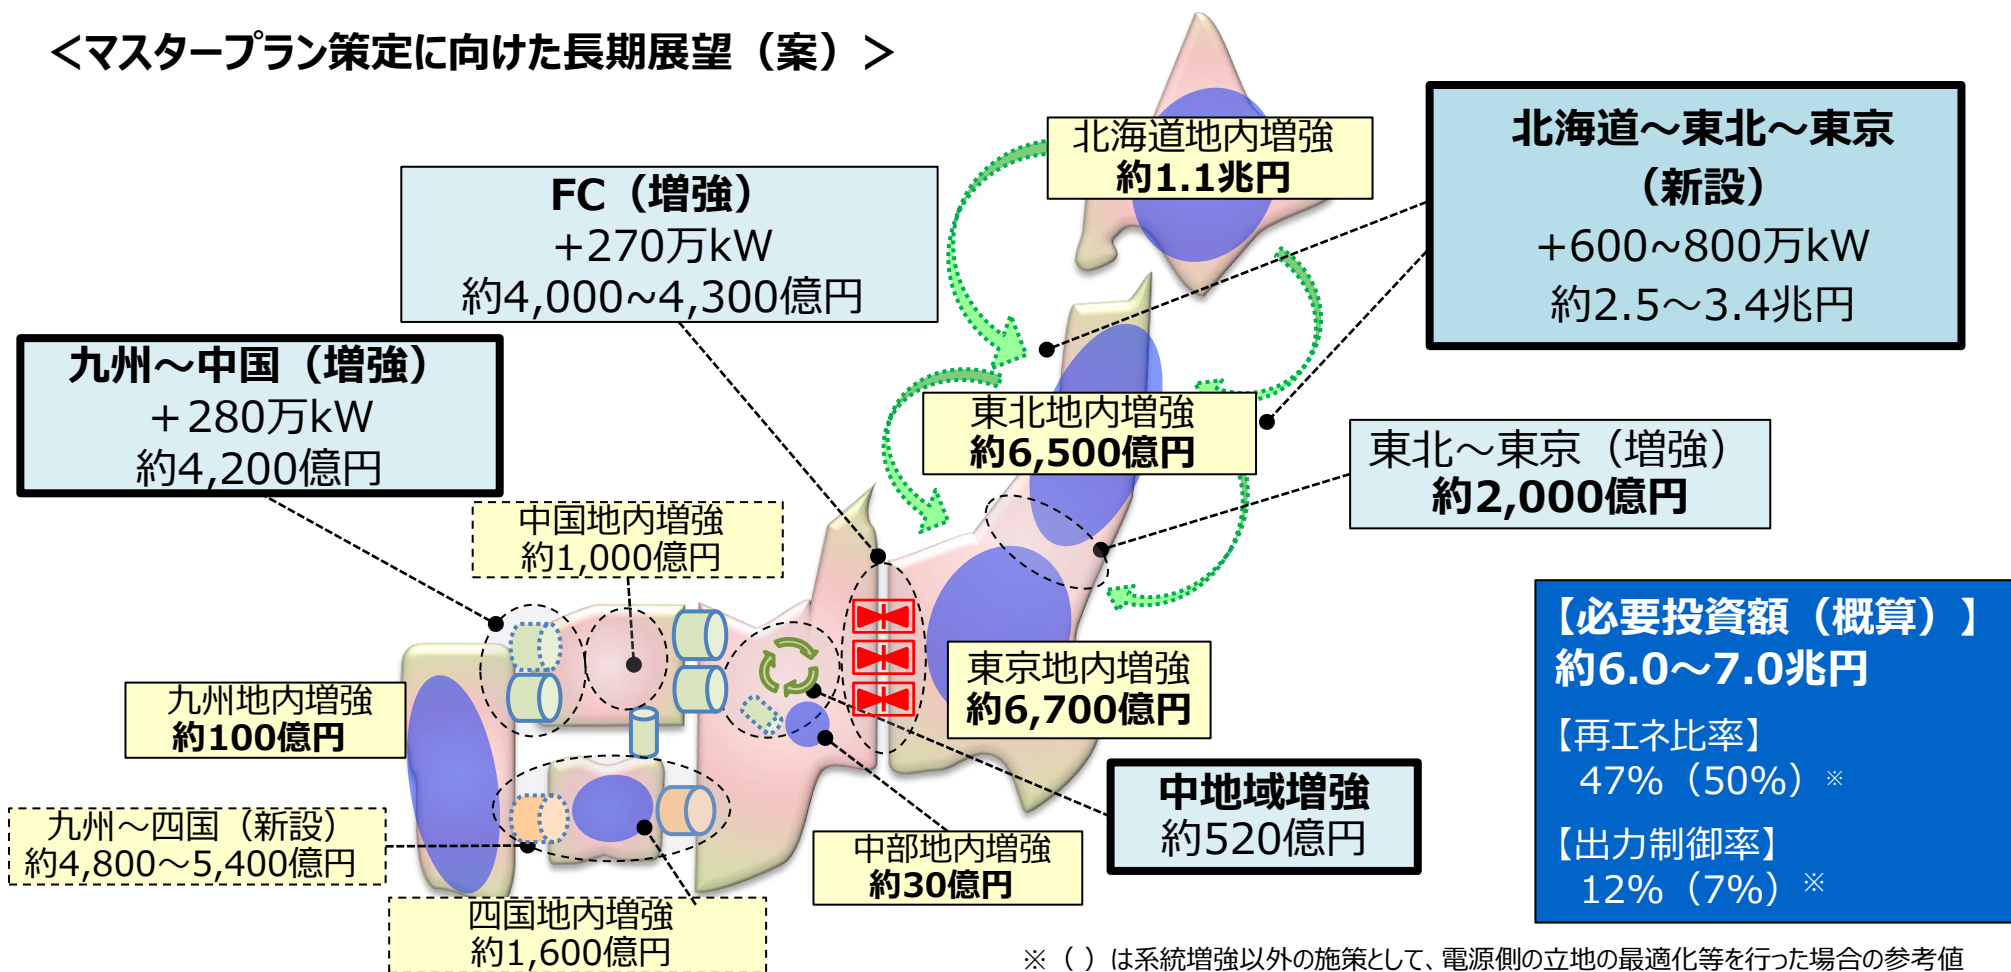 ＜マスタープラン策定に向けた長期展望（案）＞
北海道地内増強
約1.1兆円
北海道～東北～東京
（新設）
+600~800万kW
約2.5～3.4兆円
FC（増強）
+270万kW
約4,000~4,300億円
九州～中国（増強）
＋280万kW
約4,200億円
東北地内増強
約6,500億円
東北～東京（増強）
約2,000億円
中国地内増強
約1,000億円
九州地内増強
約100億円
東京地内増強
約6,700億円
中地域増強
約520億円
中部地内増強
約30億円
九州～四国（新設）
約4,800～5,400億円
四国地内増強
約1,600億円
【必要投資額（概算）】
約6.0～7.0兆円
【再エネ比率】
47%（50%）※
【出力制御率】
12%（7%）※
※（ ）は系統増強以外の施策として、電源側の立地の最適化等を行った場合の参考値